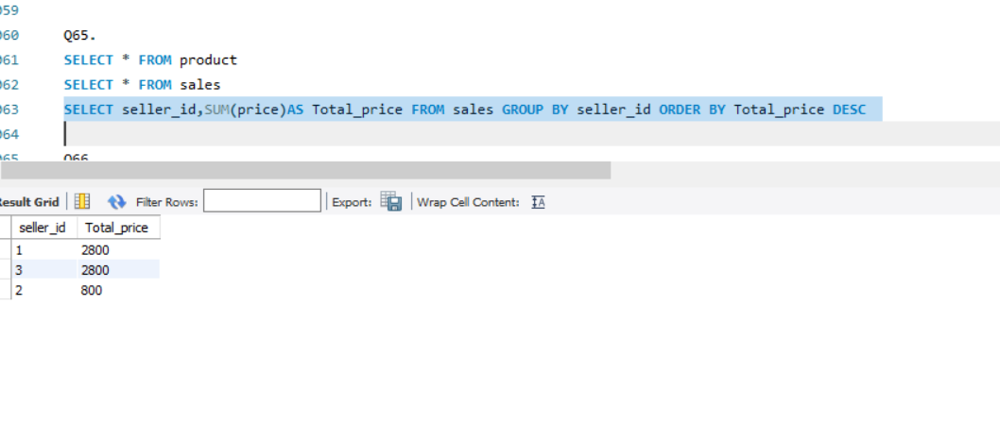 059
060 Q65.
061 SELECT * FROM product
062 SELECT * FROM sales
063 SELECT seller_id,SUM(price)AS Total_price FROM sales GROUP BY seller_id ORDER BY Total_price DESC
064
065 Q66
Result Grid Filter Rows: Export: Wrap Cell Content: IA
seller_id Total_price
1 2800
3 2800
2 800